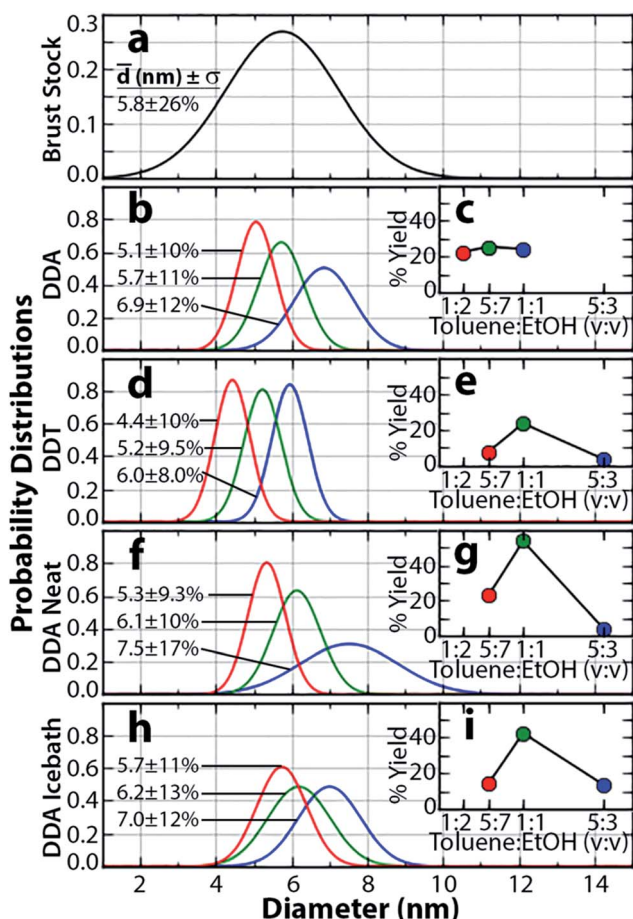 0.3
a
d̄ (nm) ± σ
5.8±26%
0.2
0.1
0.0
Brust Stock
b
0.8
0.6
0.4
0.2
0.0
DDA
5.1±10%
5.7±11%
6.9±12%
c
% Yield
40
20
0
1:2 5:7 1:1 5:3
Toluene:EtOH (v:v)
d
0.8
0.6
0.4
0.2
0.0
DDT
4.4±10%
5.2±9.5%
6.0±8.0%
e
% Yield
40
20
0
1:2 5:7 1:1 5:3
Toluene:EtOH (v:v)
Probability Distributions
f
0.8
0.6
0.4
0.2
0.0
DDA Neat
5.3±9.3%
6.1±10%
7.5±17%
g
% Yield
40
20
0
1:2 5:7 1:1 5:3
Toluene:EtOH (v:v)
h
0.8
0.6
0.4
0.2
0.0
DDA Icebath
5.7±11%
6.2±13%
7.0±12%
i
% Yield
40
20
0
1:2 5:7 1:1 5:3
Toluene:EtOH (v:v)
2 4 6 8 10 12 14
Diameter (nm)